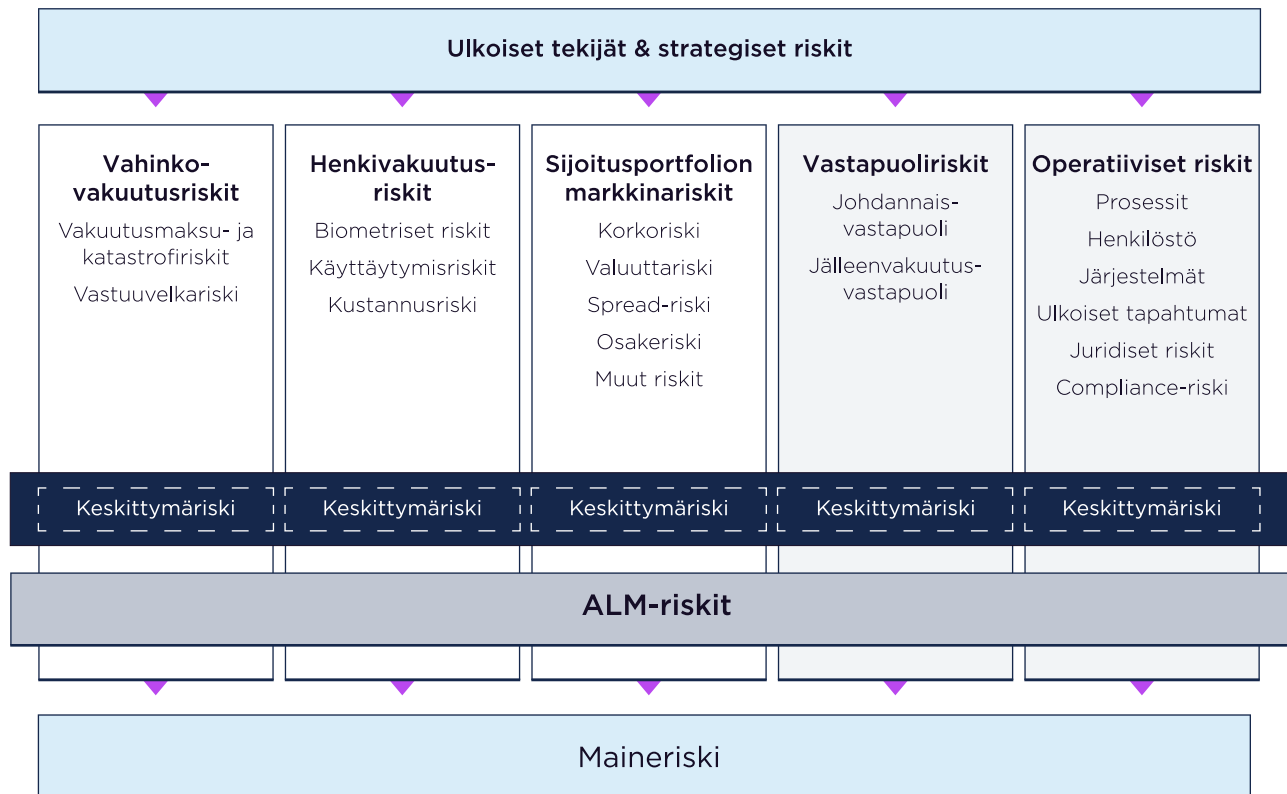 Ulkoiset tekijät & strategiset riskit
Vahinko-
vakuutusriskit
Vakuutusmaksu- ja
katastrofiriskit
Vastuuvelkariski
Henkivakuutus-
riskit
Biometriset riskit
Käyttäytymisriskit
Kustannusriski
Sijoitusportfolion
markkinariskit
Korkoriski
Valuuttariski
Spread-riski
Osakeriski
Muut riskit
Vastapuoliriskit
Johdannais-
vastapuoli
Jälleenvakuutus-
vastapuoli
Operatiiviset riskit
Prosessit
Henkilöstö
Järjestelmät
Ulkoiset tapahtumat
Juridiset riskit
Compliance-riski
Keskittymäriski
Keskittymäriski
Keskittymäriski
Keskittymäriski
Keskittymäriski
ALM-riskit
Maineriski